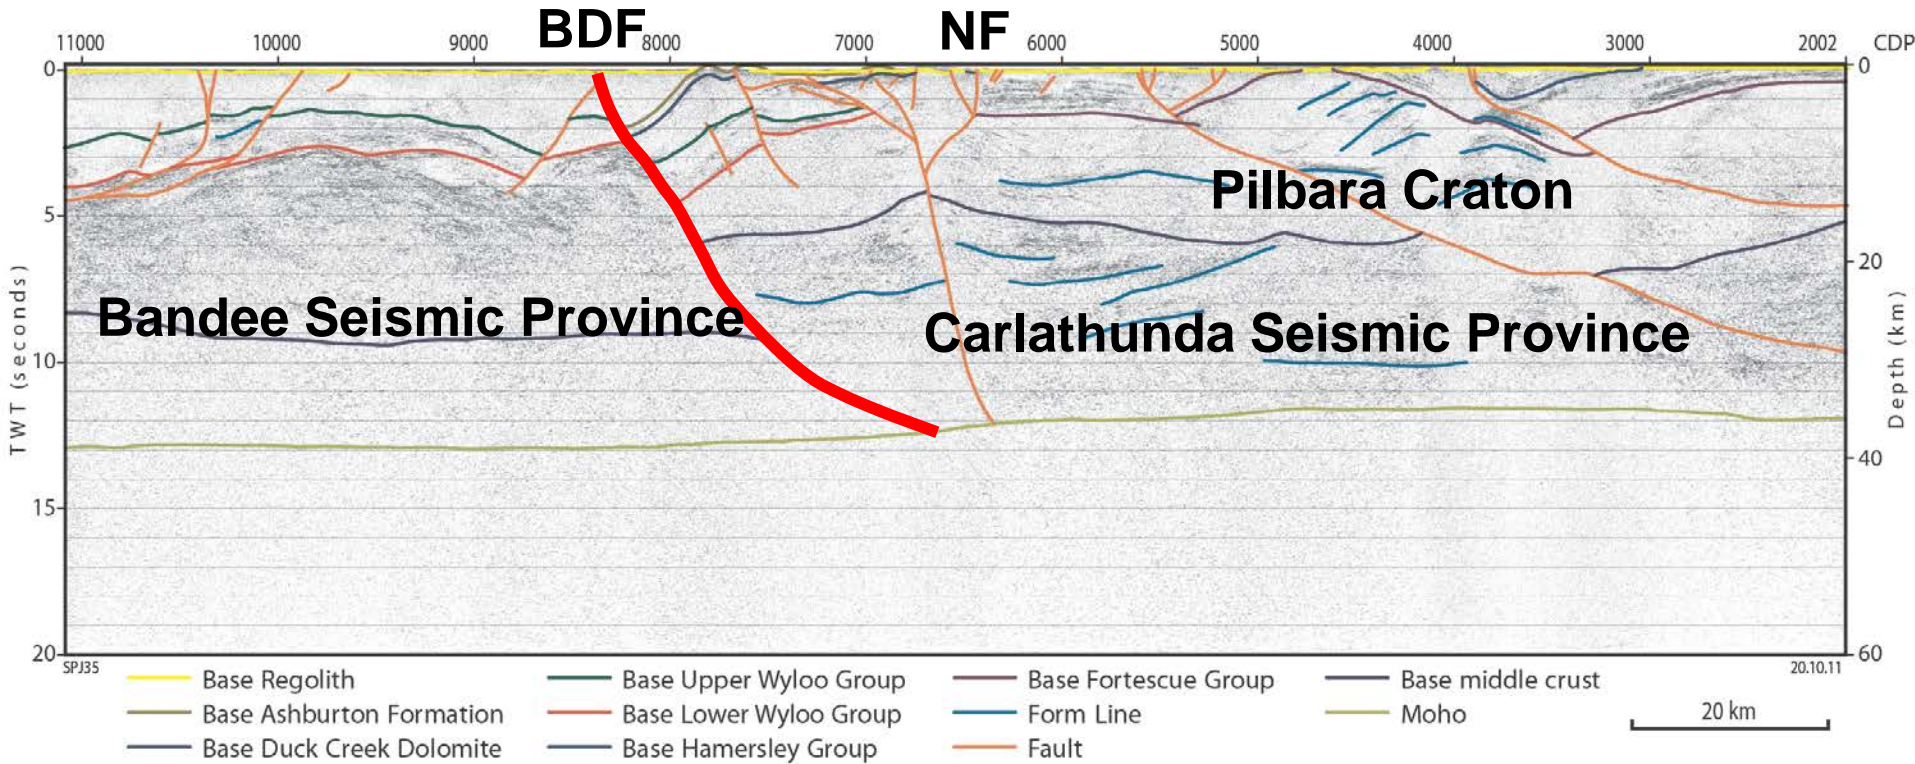 BDF NF
11000 10000 9000 8000 7000 6000 5000 4000 3000 2002 CDP
0 0
5
Pilbara Craton
20
Bandee Seismic Province
Carlathunda Seismic Province
10
40
15
20 60
TWT (seconds)
Depth (km)
SPJ35 20.10.11
Base Regolith Base Upper Wyloo Group Base Fortescue Group Base middle crust
Base Ashburton Formation Base Lower Wyloo Group Form Line Moho 20 km
Base Duck Creek Dolomite Base Hamersley Group Fault